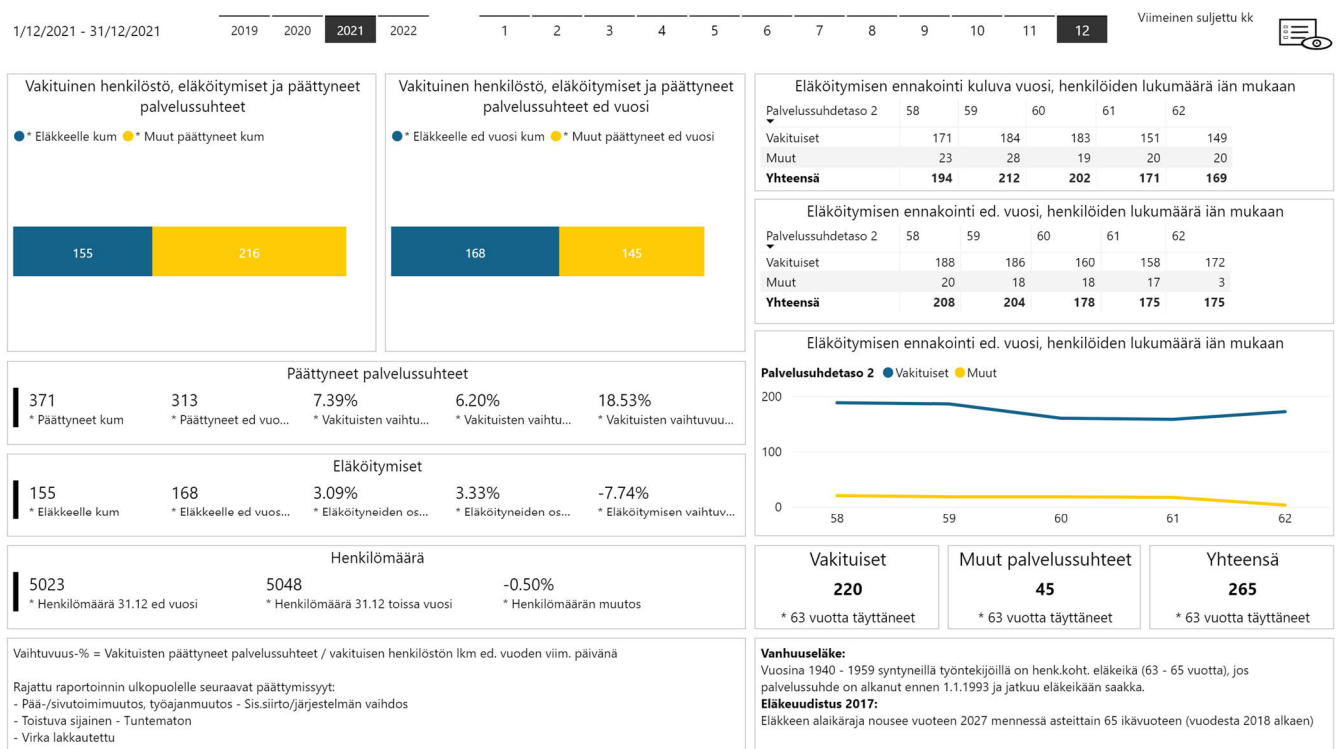 1/12/2021 - 31/12/2021
2019 2020 2021 2022
1 2 3 4 5 6 7 8 9 10 11 12
Viimeinen suljettu kk
Vakituinen henkilöstö, eläköitymiset ja päättyneet
palvelussuhteet
* Eläkkeelle kum * Muut päättyneet kum
155 216
Vakituinen henkilöstö, eläköitymiset ja päättyneet
palvelussuhteet ed vuosi
* Eläkkeelle ed vuosi kum * Muut päättyneet ed vuosi
168 145
Eläköitymisen ennakointi kuluva vuosi, henkilöiden lukumäärä iän mukaan
Palvelussuhdetaso 2 58 59 60 61 62
Vakituiset 171 184 183 151 149
Muut 23 28 19 20 20
Yhteensä 194 212 202 171 169
Eläköitymisen ennakointi ed. vuosi, henkilöiden lukumäärä iän mukaan
Palvelussuhdetaso 2 58 59 60 61 62
Vakituiset 188 186 160 158 172
Muut 20 18 18 17 3
Yhteensä 208 204 178 175 175
Päättyneet palvelussuhteet
371 313 7.39% 6.20% 18.53%
* Päättyneet kum * Päättyneet ed vuo... * Vakituisten vaihtu... * Vakituisten vaihtu... * Vakituisten vaihtuvuu...
Eläköitymiset
155 168 3.09% 3.33% -7.74%
* Eläkkeelle kum * Eläkkeelle ed vuos... * Eläköityneiden os... * Eläköityneiden os... * Eläköitymisen vaihtuv...
Henkilömäärä
5023 5048 -0.50%
* Henkilömäärä 31.12 ed vuosi * Henkilömäärä 31.12 toissa vuosi * Henkilömäärän muutos
Eläköitymisen ennakointi ed. vuosi, henkilöiden lukumäärä iän mukaan
Palvelusuhdetaso 2 Vakituiset Muut
200
100
0
58 59 60 61 62
Vakituiset
220
* 63 vuotta täyttäneet
Muut palvelussuhteet
45
* 63 vuotta täyttäneet
Yhteensä
265
* 63 vuotta täyttäneet
Vaihtuvuus-% = Vakituisten päättyneet palvelussuhteet / vakituisen henkilöstön lkm ed. vuoden viim. päivänä
Rajattu raportoinnin ulkopuolelle seuraavat päättymissyyt:
- Pää-/sivutoimimuutos, työajanmuutos - Sis.siirto/järjestelmän vaihdos
- Toistuva sijainen - Tuntematon
- Virka lakkautettu
Vanhuuseläke:
Vuosina 1940 - 1959 syntyneillä työntekijöillä on henk.koht. eläkeikä (63 - 65 vuotta), jos
palvelussuhde on alkanut ennen 1.1.1993 ja jatkuu eläkeikään saakka.
Eläkeuudistus 2017:
Eläkkeen alaikäraja nousee vuoteen 2027 mennessä asteittain 65 ikävuoteen (vuodesta 2018 alkaen)